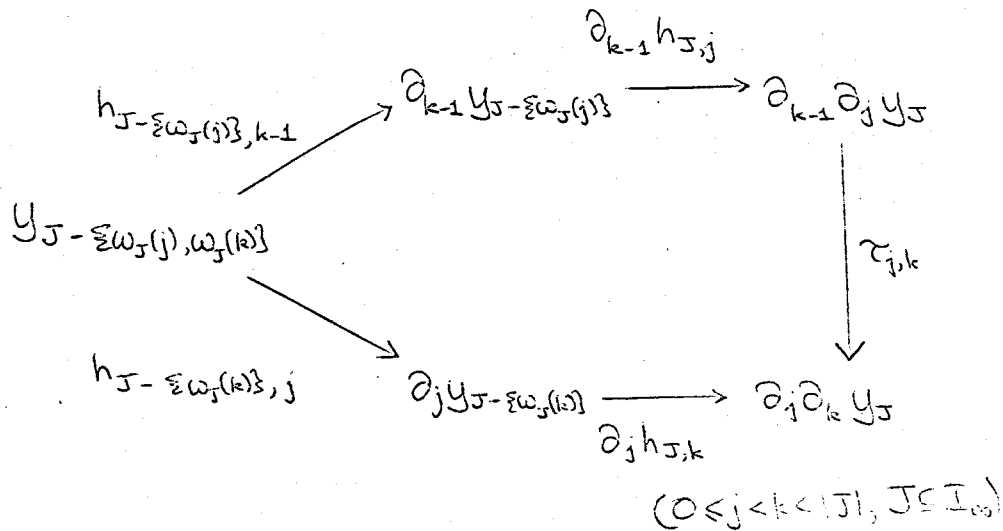 ∂_{k-1} h_{J,j}
h_{J-{ω_J(j)},k-1}
∂_{k-1} y_{J-{ω_J(j)}}
∂_{k-1} ∂_j y_J
y_{J-{ω_J(j),ω_J(k)}}
τ_{j,k}
h_{J-{ω_J(k)},j}
∂_j y_{J-{ω_J(k)}}
∂_j ∂_k y_J
∂_j h_{J,k}
(0≤j<k<|J|, J⊆